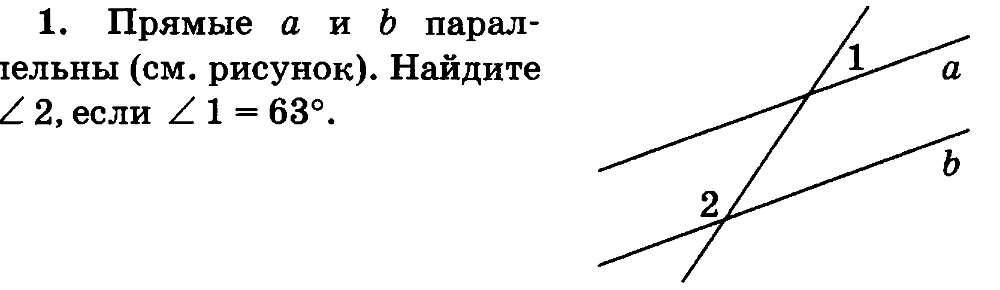 1. Прямые a и b парал-
лельны (см. рисунок). Найдите
∠ 2, если ∠ 1 = 63°.
1
a
b
2